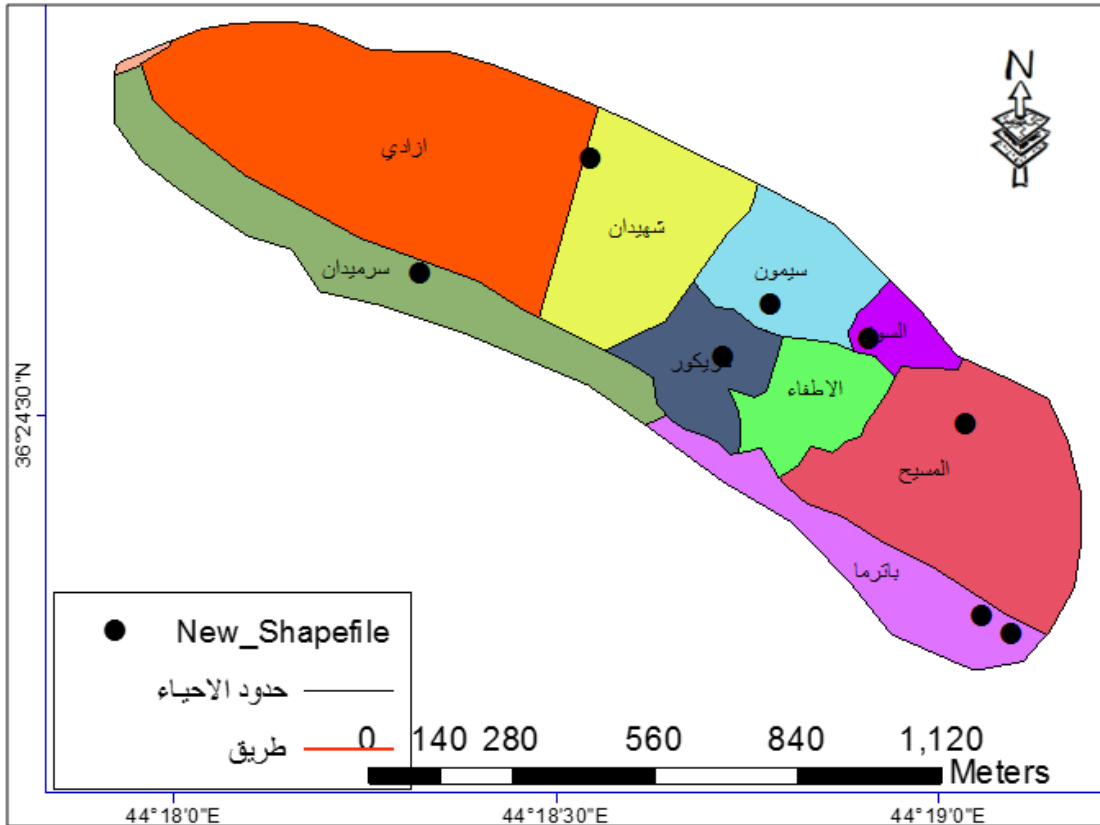 N
ازادي
شهيدان
سرميدان
سيمون
الاطفاء
المسيح
باترما
36°24'30"N
New_Shapefile
حدود الاحياء
طريق
0 140 280 560 840 1,120
Meters
44°18'0"E 44°18'30"E 44°19'0"E